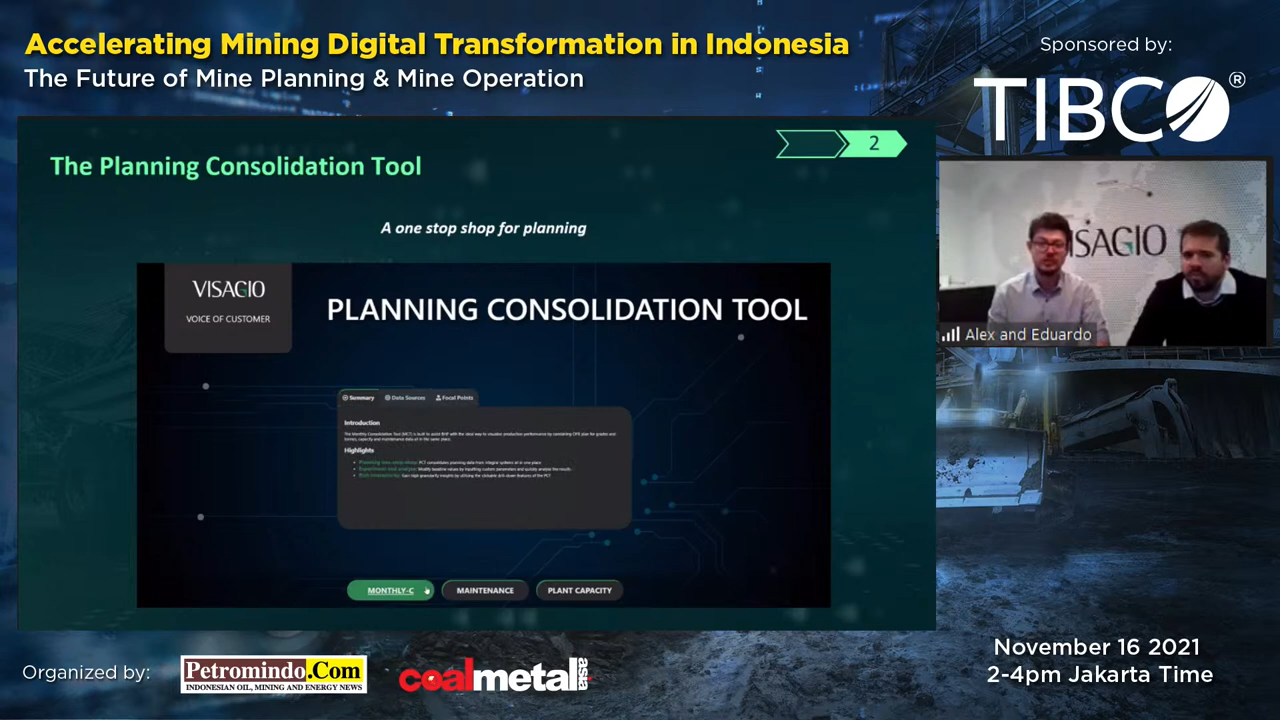 Accelerating Mining Digital Transformation in Indonesia
The Future of Mine Planning & Mine Operation
Sponsored by:
TIBCO®
2
The Planning Consolidation Tool
A one stop shop for planning
VISAGIO
VOICE OF CUSTOMER
PLANNING CONSOLIDATION TOOL
Summary
Data Sources
Focal Points
Introduction
Highlights
MONTHLY-C
MAINTENANCE
PLANT CAPACITY
ISAGIO
Alex and Eduardo
Organized by:
Petromindo.Com
INDONESIAN OIL, MINING AND ENERGY NEWS
coalmetal asia
November 16 2021
2-4pm Jakarta Time